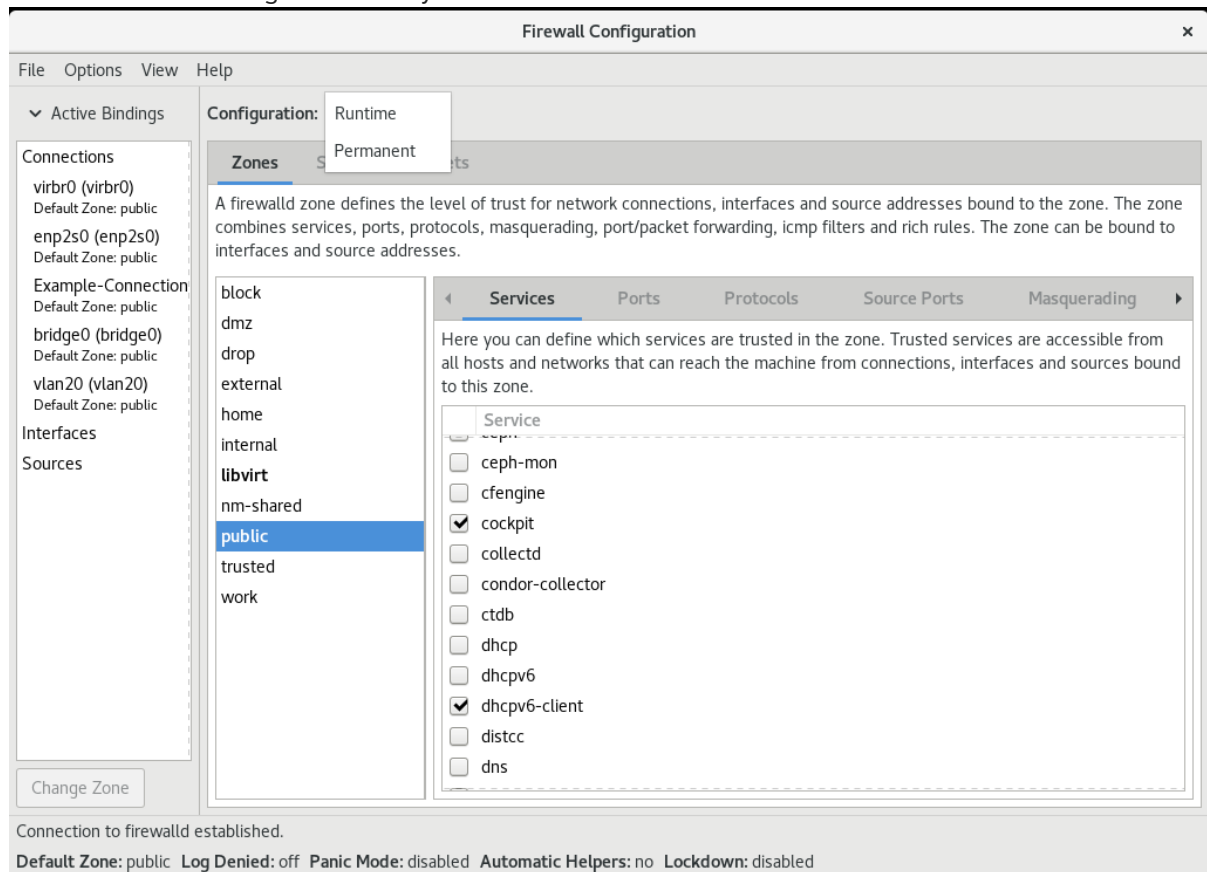 Firewall Configuration
File Options View Help
Active Bindings
Configuration:
Runtime
Permanent
Connections
virbr0 (virbr0)
Default Zone: public
enp2s0 (enp2s0)
Default Zone: public
Example-Connection
Default Zone: public
bridge0 (bridge0)
Default Zone: public
vlan20 (vlan20)
Default Zone: public
Interfaces
Sources
Change Zone
Zones
A firewalld zone defines the level of trust for network connections, interfaces and source addresses bound to the zone. The zone
combines services, ports, protocols, masquerading, port/packet forwarding, icmp filters and rich rules. The zone can be bound to
interfaces and source addresses.
block
dmz
drop
external
home
internal
libvirt
nm-shared
public
trusted
work
Services Ports Protocols Source Ports Masquerading
Here you can define which services are trusted in the zone. Trusted services are accessible from
all hosts and networks that can reach the machine from connections, interfaces and sources bound
to this zone.
Service
ceph-mon
cfengine
cockpit
collectd
condor-collector
ctdb
dhcp
dhcpv6
dhcpv6-client
distcc
dns
Connection to firewalld established.
Default Zone: public Log Denied: off Panic Mode: disabled Automatic Helpers: no Lockdown: disabled